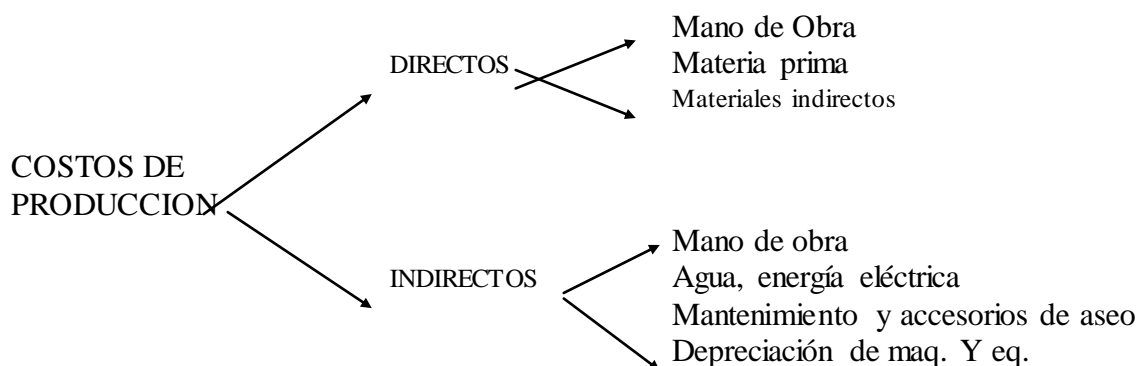 COSTOS DE
PRODUCCION
DIRECTOS
Mano de Obra
Materia prima
Materiales indirectos
INDIRECTOS
Mano de obra
Agua, energía eléctrica
Mantenimiento y accesorios de aseo
Depreciación de maq. Y eq.